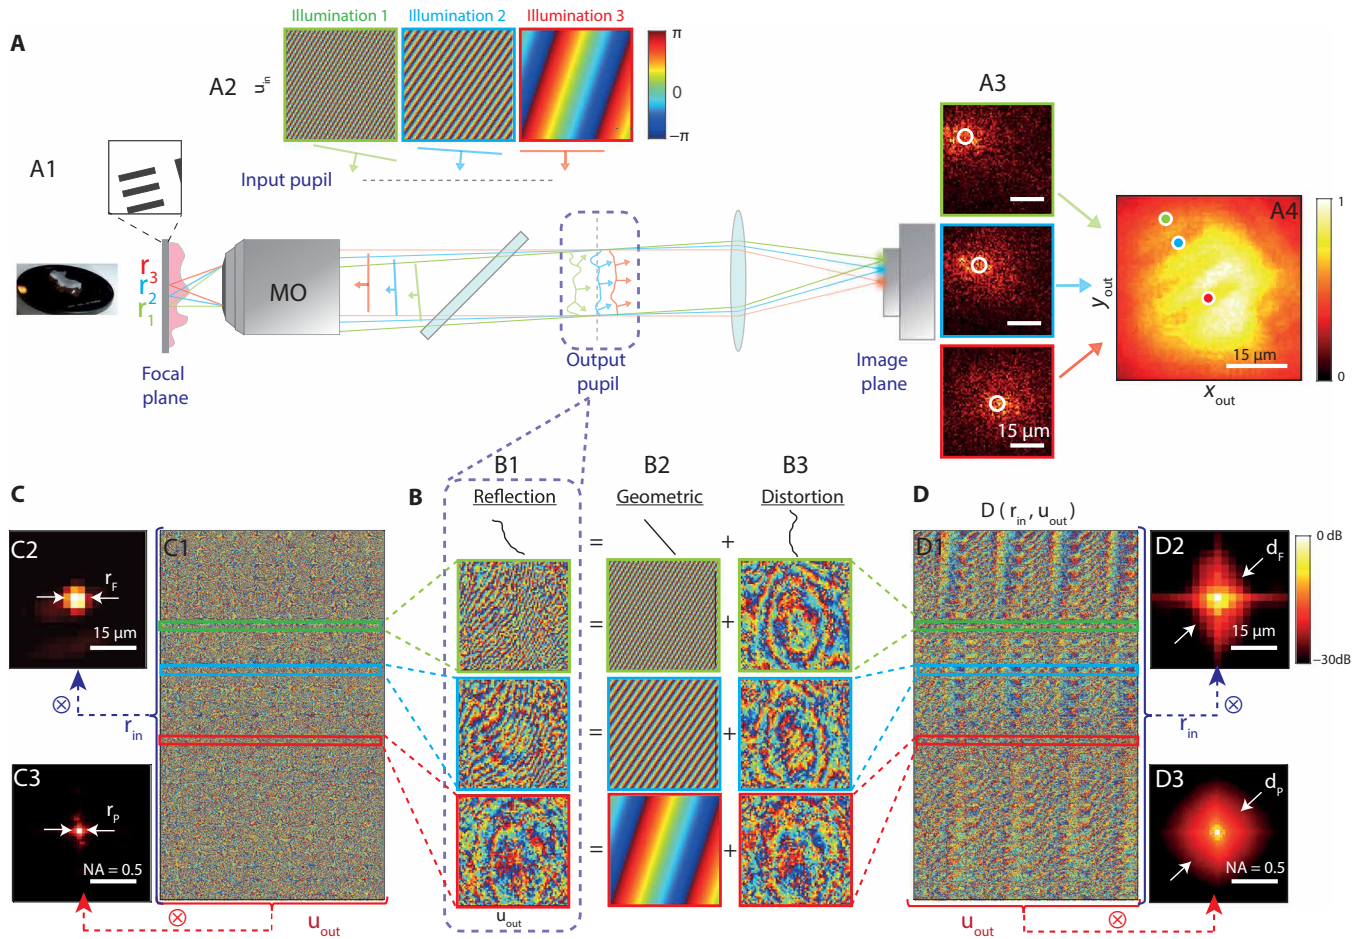 A
Illumination 1
Illumination 2
Illumination 3
A2
u_in
π
0
−π
A1
Input pupil
A3
A4
1
0
y_out
x_out
15 μm
r_3
r_2
r_1
MO
Focal
plane
Output
pupil
Image
plane
15 μm
C
B
B1
B2
B3
D
Reflection
Geometric
Distortion
D ( r_in , u_out )
=
+
C2
r_F
15 μm
C1
D1
D2
d_F
15 μm
0 dB
−30dB
=
+
⊗
r_in
=
+
⊗
r_in
C3
r_P
NA = 0.5
=
+
D3
d_P
NA = 0.5
⊗
u_out
u_out
u_out
⊗